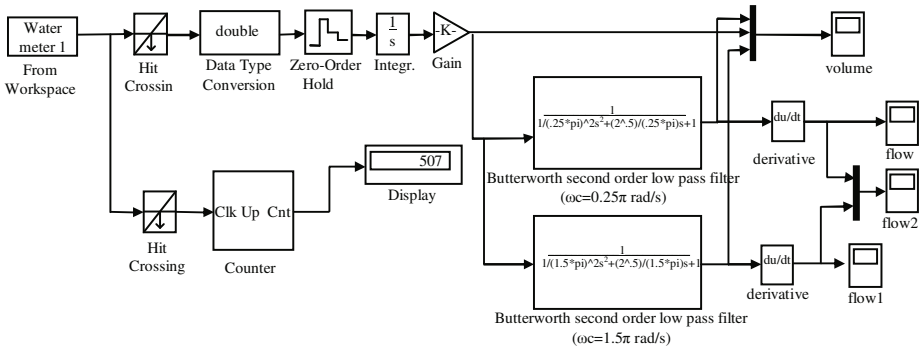 Water
meter 1
From
Workspace
Hit
Crossin
double
Data Type
Conversion
Zero-Order
Hold
1
s
Integr.
-K-
Gain
volume
1
1/(.25*pi)^2s²+(2^.5)/(.25*pi)s+1
Butterworth second order low pass filter
(ωc=0.25π rad/s)
du/dt
derivative
flow
flow2
507
Display
Hit
Crossing
Clk Up Cnt
Counter
1
1/(1.5*pi)^2s²+(2^.5)/(1.5*pi)s+1
Butterworth second order low pass filter
(ωc=1.5π rad/s)
du/dt
derivative
flow1